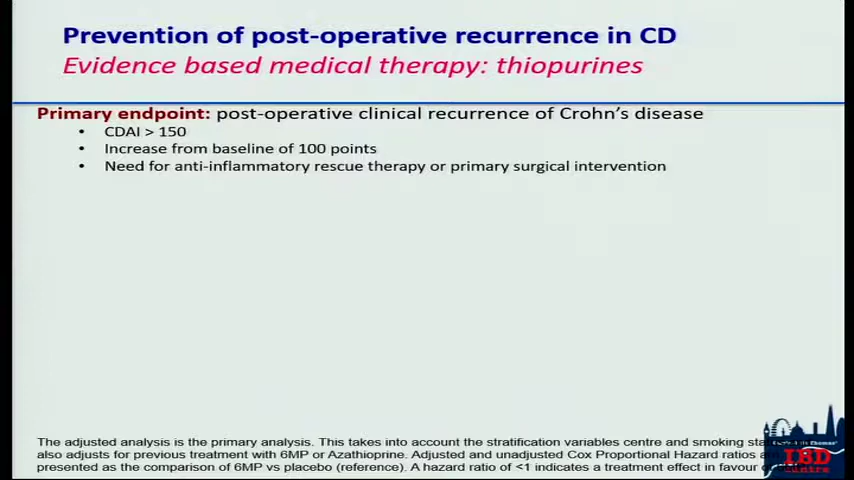 Prevention of post-operative recurrence in CD
Evidence based medical therapy: thiopurines
Primary endpoint: post-operative clinical recurrence of Crohn's disease
• CDAI > 150
• Increase from baseline of 100 points
• Need for anti-inflammatory rescue therapy or primary surgical intervention
The adjusted analysis is the primary analysis. This takes into account the stratification variables centre and smoking
also adjusts for previous treatment with 6MP or Azathioprine. Adjusted and unadjusted Cox Proportional Hazard ratios
presented as the comparison of 6MP vs placebo (reference). A hazard ratio of <1 indicates a treatment effect in favour
IBD
Centre